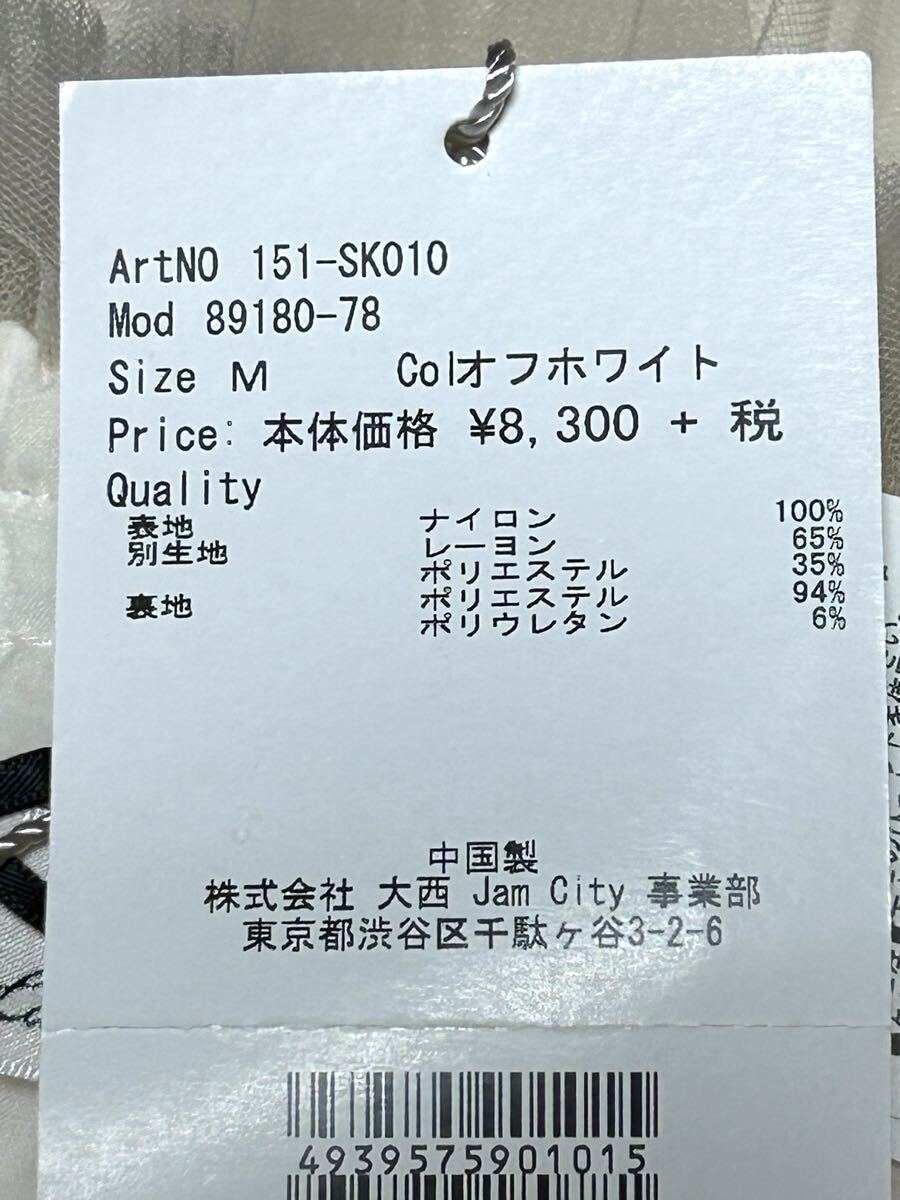 ArtNO 151-SK010
Mod 89180-78
Size M Colオフホワイト
Price: 本体価格 ¥8,300 + 税
Quality
表地 ナイロン 100%
別生地 レーヨン 65%
ポリエステル 35%
裏地 ポリエステル 94%
ポリウレタン 6%
中国製
株式会社 大西 Jam City 事業部
東京都渋谷区千駄ヶ谷3-2-6
4939575901015